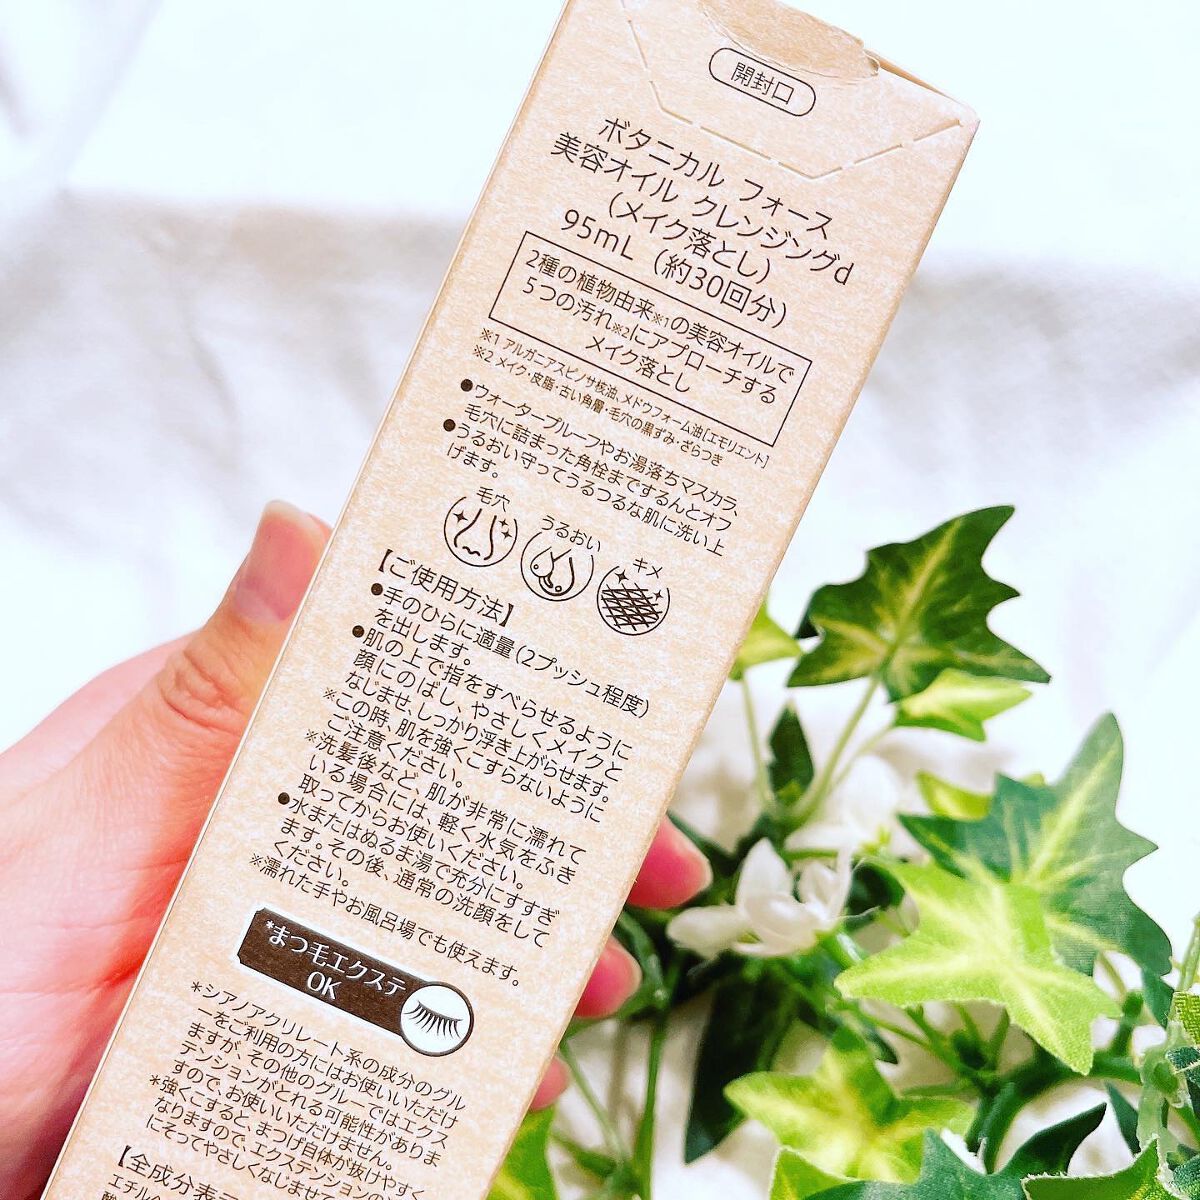 開封口
ボタニカル フォース
美容オイル クレンジングd
(メイク落とし)
95mL(約30回分)
2種の植物由来※1の美容オイルで
5つの汚れ※2にアプローチする
メイク落とし
※1 アルガニアスピノサ核油、メドウフォーム油[エモリエント]
※2 メイク・皮脂・古い角層・毛穴の黒ずみ・ざらつき
●ウォータープルーフやお湯落ちマスカラ、
毛穴に詰まった角栓までするんとオフ
●うるおい守ってうるつるな肌に洗い上
げます。
毛穴
うるおい
キメ
【ご使用方法】
●手のひらに適量(2プッシュ程度)
を出します。
●肌の上で指をすべらせるように
顔にのばし、やさしくメイクと
なじませ、しっかり浮き上がらせます。
※この時、肌を強くこすらないように
ご注意ください。
※洗髪後など、肌が非常に濡れて
いる場合には、軽く水気をふき
取ってからお使いください。
●水またはぬるま湯で充分にすすぎ
ます。その後、通常の洗顔をして
ください。
※濡れた手やお風呂場でも使えます。
*まつ毛エクステ
OK
*シアノアクリレート系の成分のグル
ーをご利用の方にはお使いいただけ
ますが、その他のグルーではエクス
テンションがとれる可能性がありま
すので、お使いいただけません。
*強くこすると、まつげ自体が抜けやすく
なりますので、エクステンションの
にそってやさしくなじませて
【全成分表
エチルヘ